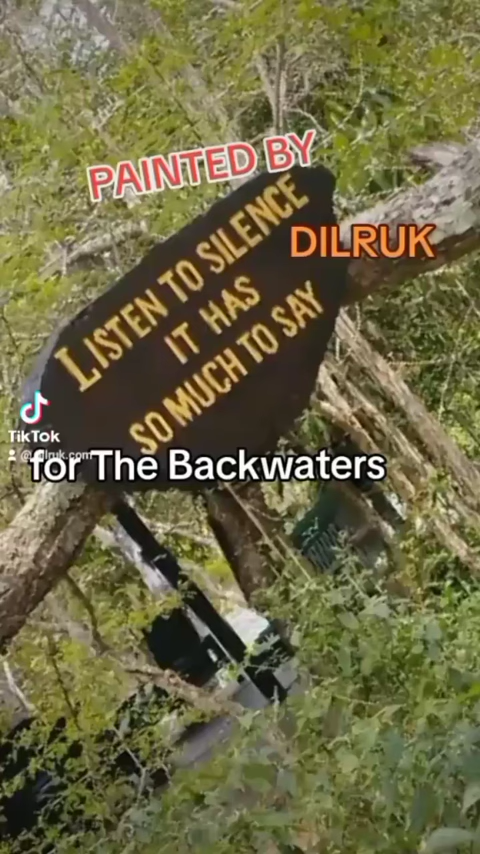 PAINTED BY
DILRUK
LISTEN TO SILENCE
IT HAS
SO MUCH TO SAY
TikTok
for The Backwaters